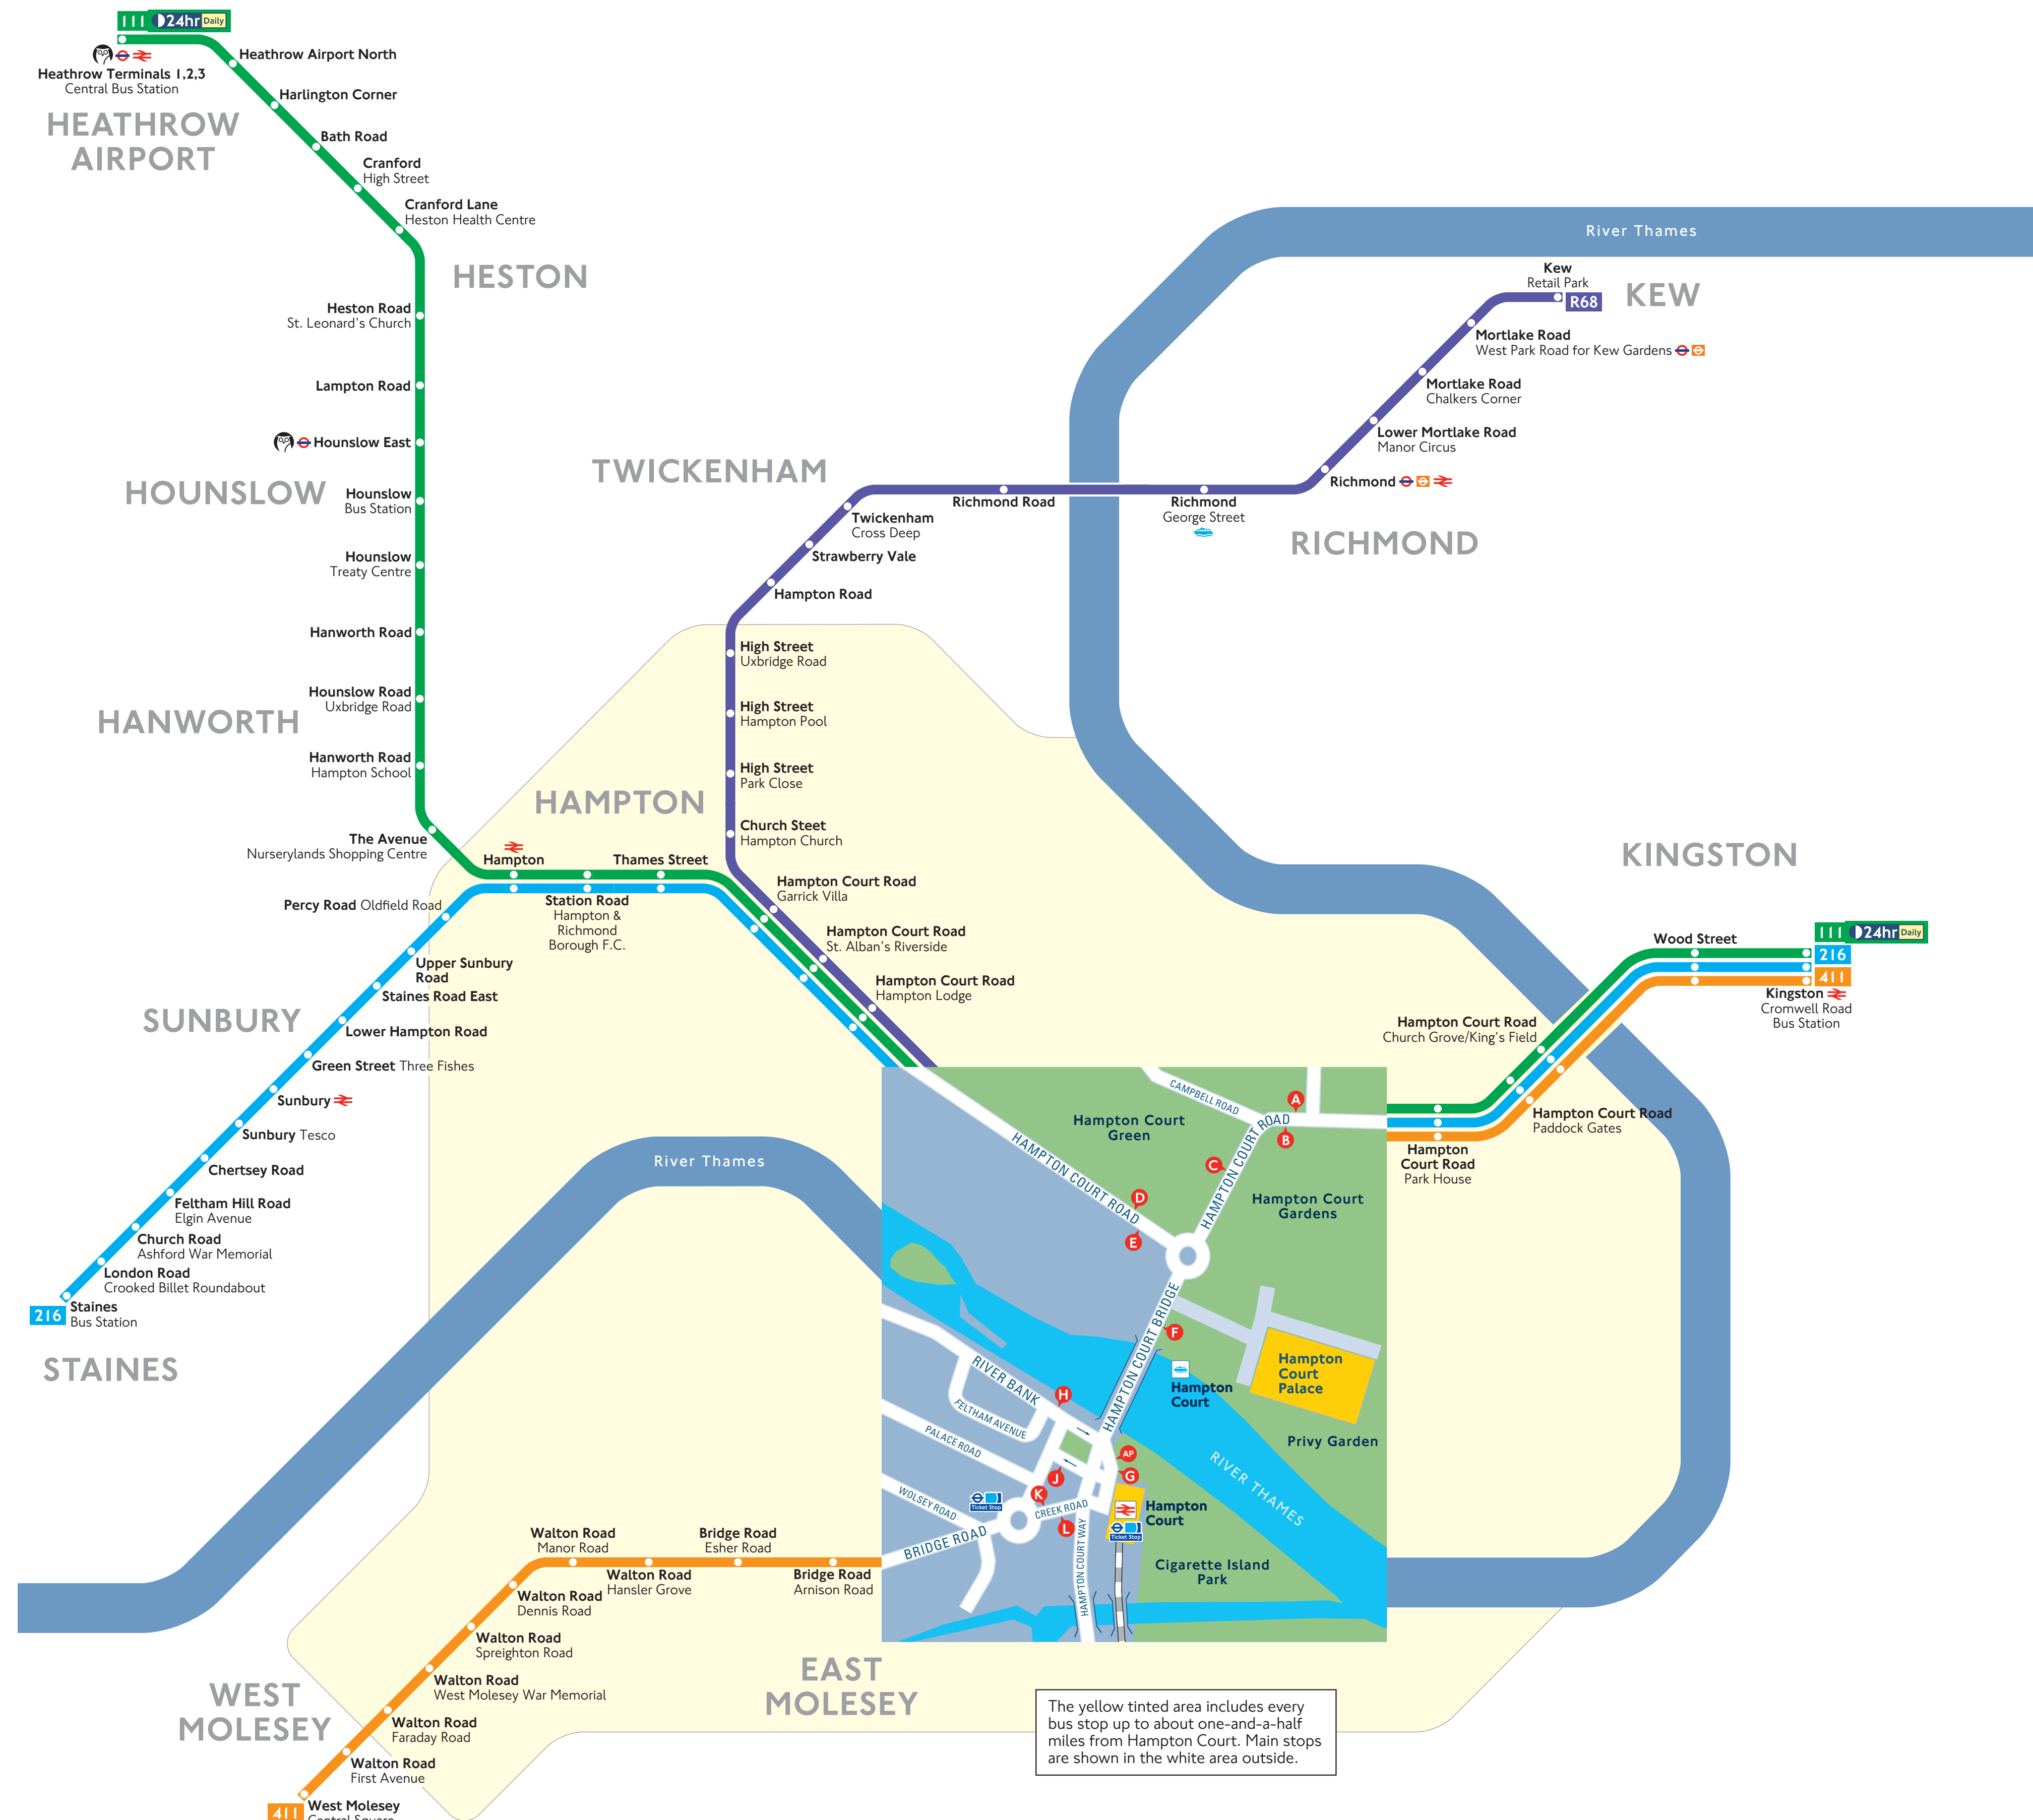 111 24hr Daily
Heathrow Terminals 1,2,3
Central Bus Station
HEATHROW
AIRPORT
Heathrow Airport North
Harlington Corner
Bath Road
Cranford
High Street
Cranford Lane
Heston Health Centre
HESTON
Heston Road
St. Leonard's Church
Lampton Road
Hounslow East
HOUNSLOW
Hounslow
Bus Station
Hounslow
Treaty Centre
Hanworth Road
Hounslow Road
Uxbridge Road
HANWORTH
Hanworth Road
Hampton School
The Avenue
Nurserylands Shopping Centre
River Thames
Kew
Retail Park
R68
KEW
Mortlake Road
West Park Road for Kew Gardens
Mortlake Road
Chalkers Corner
Lower Mortlake Road
Manor Circus
Richmond
RICHMOND
Richmond
George Street
Richmond Road
TWICKENHAM
Twickenham
Cross Deep
Strawberry Vale
Hampton Road
High Street
Uxbridge Road
High Street
Hampton Pool
High Street
Park Close
Church Steet
Hampton Church
HAMPTON
Hampton
Thames Street
Station Road
Hampton &
Richmond
Borough F.C.
Hampton Court Road
Garrick Villa
Hampton Court Road
St. Alban's Riverside
Hampton Court Road
Hampton Lodge
Percy Road Oldfield Road
Upper Sunbury
Road
Staines Road East
SUNBURY
Lower Hampton Road
Green Street Three Fishes
Sunbury
Sunbury Tesco
Chertsey Road
Feltham Hill Road
Elgin Avenue
Church Road
Ashford War Memorial
London Road
Crooked Billet Roundabout
216
Staines
Bus Station
STAINES
KINGSTON
Wood Street
111 24hr Daily
216
411
Kingston
Cromwell Road
Bus Station
Hampton Court Road
Church Grove/King's Field
Hampton Court Road
Paddock Gates
Hampton
Court Road
Park House
River Thames
CAMPBELL ROAD
A
Hampton Court
Green
HAMPTON COURT ROAD
B
C
HAMPTON COURT ROAD
D
E
Hampton Court
Gardens
HAMPTON COURT BRIDGE
F
Hampton
Court
Hampton
Court
Palace
Privy Garden
RIVER THAMES
RIVER BANK
H
FELTHAM AVENUE
PALACE ROAD
AP
G
J
K
L
WOLSEY ROAD
Ticket Stop
CREEK ROAD
BRIDGE ROAD
HAMPTON COURT WAY
Hampton
Court
Ticket Stop
Cigarette Island
Park
Walton Road
Manor Road
Bridge Road
Esher Road
Walton Road
Hansler Grove
Bridge Road
Arnison Road
Walton Road
Dennis Road
Walton Road
Spreighton Road
Walton Road
West Molesey War Memorial
Walton Road
Faraday Road
Walton Road
First Avenue
WEST
MOLESEY
411
West Molesey
Central Square
EAST
MOLESEY
The yellow tinted area includes every
bus stop up to about one-and-a-half
miles from Hampton Court. Main stops
are shown in the white area outside.